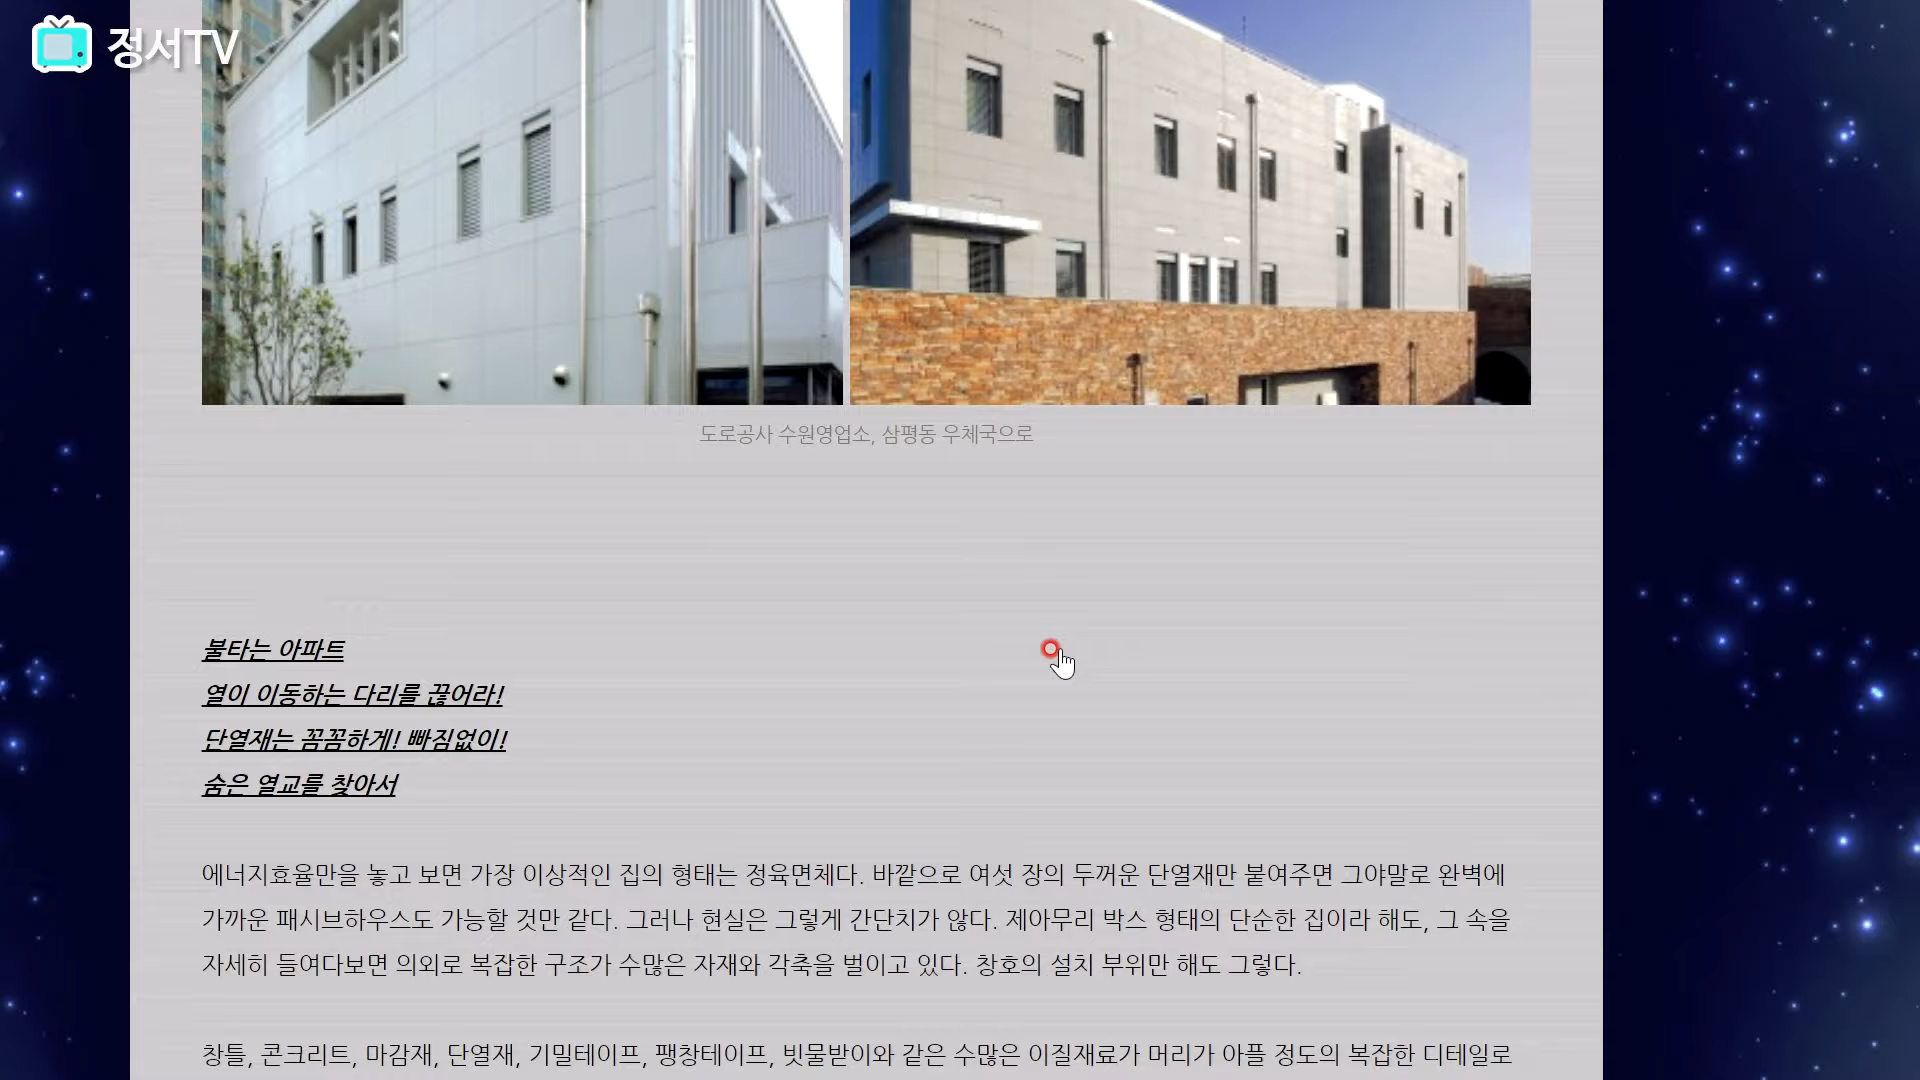 정서TV
도로공사 수원영업소, 삼평동 우체국으로
불타는 아파트
열이 이동하는 다리를 끊어라!
단열재는 꼼꼼하게! 빠짐없이!
숨은 열교를 찾아서
에너지효율만을 놓고 보면 가장 이상적인 집의 형태는 정육면체다. 바깥으로 여섯 장의 두꺼운 단열재만 붙여주면 그야말로 완벽에
가까운 패시브하우스도 가능할 것만 같다. 그러나 현실은 그렇게 간단치가 않다. 제아무리 박스 형태의 단순한 집이라 해도, 그 속을
자세히 들여다보면 의외로 복잡한 구조가 수많은 자재와 각축을 벌이고 있다. 창호의 설치 부위만 해도 그렇다.
창틀, 콘크리트, 마감재, 단열재, 기밀테이프, 팽창테이프, 빗물받이와 같은 수많은 이질재료가 머리가 아플 정도의 복잡한 디테일로